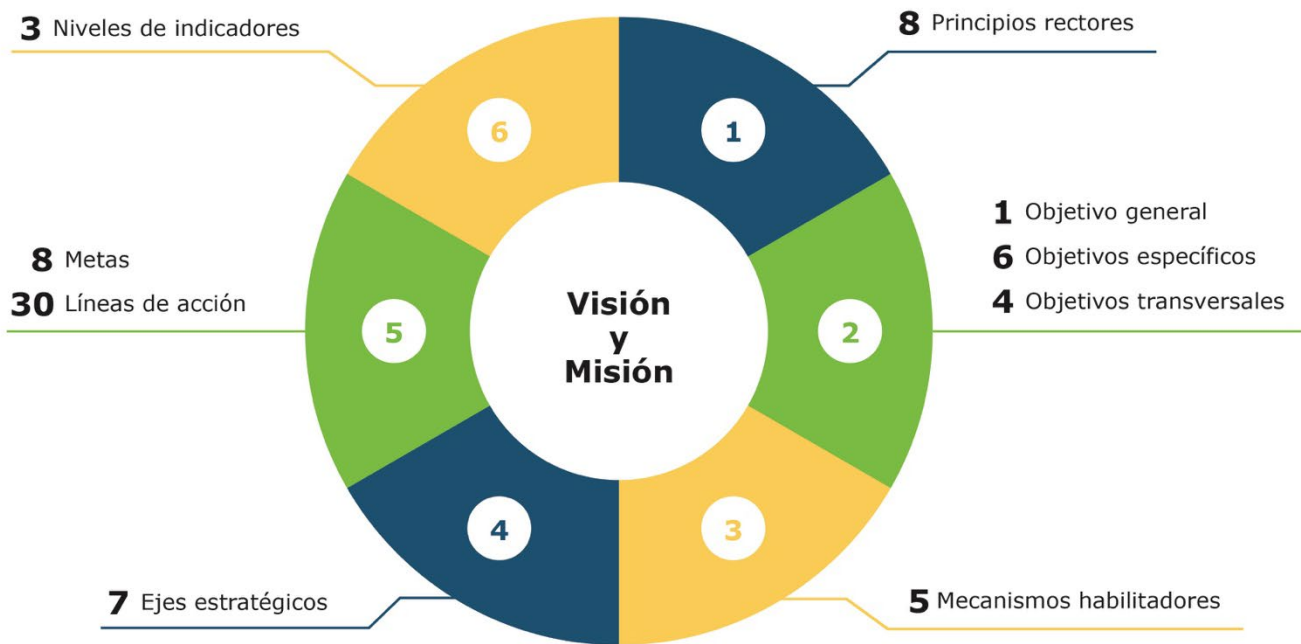 3 Niveles de indicadores
8 Principios rectores
6
1
1 Objetivo general
6 Objetivos específicos
4 Objetivos transversales
8 Metas
30 Líneas de acción
5
Visión
y
Misión
2
4
3
7 Ejes estratégicos
5 Mecanismos habilitadores